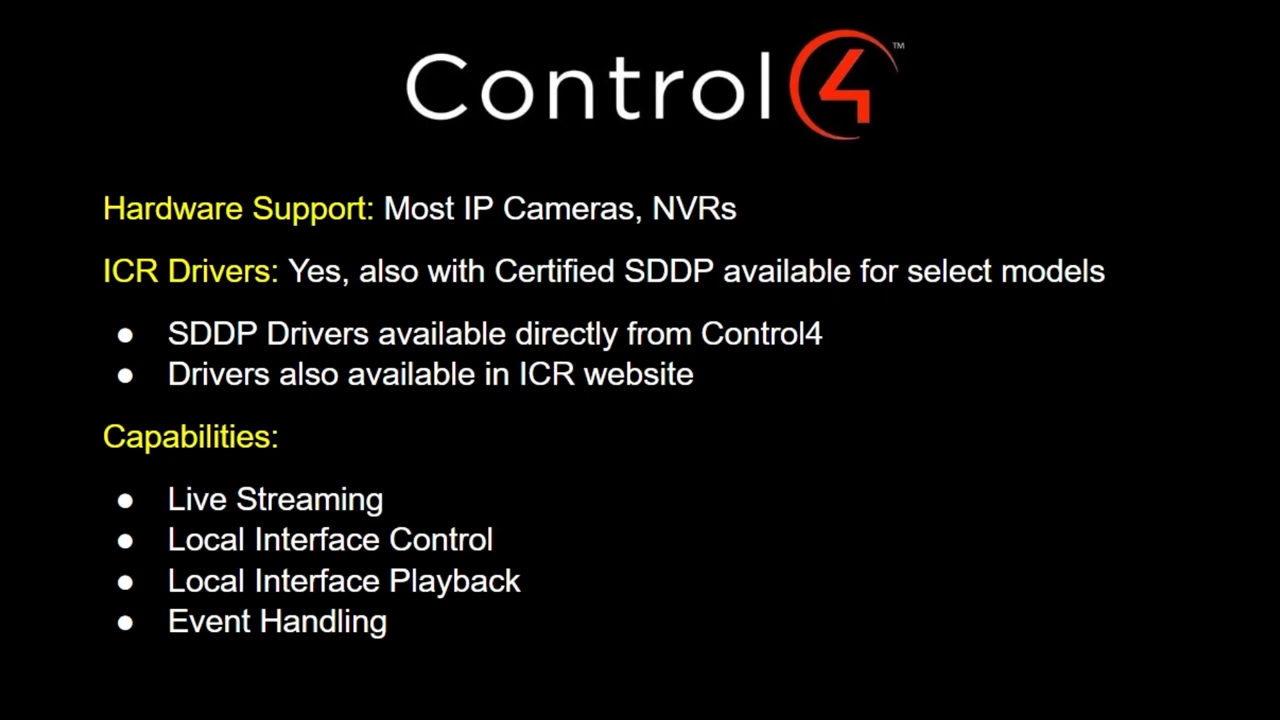 Control4™
Hardware Support: Most IP Cameras, NVRs
ICR Drivers: Yes, also with Certified SDDP available for select models
● SDDP Drivers available directly from Control4
● Drivers also available in ICR website
Capabilities:
● Live Streaming
● Local Interface Control
● Local Interface Playback
● Event Handling